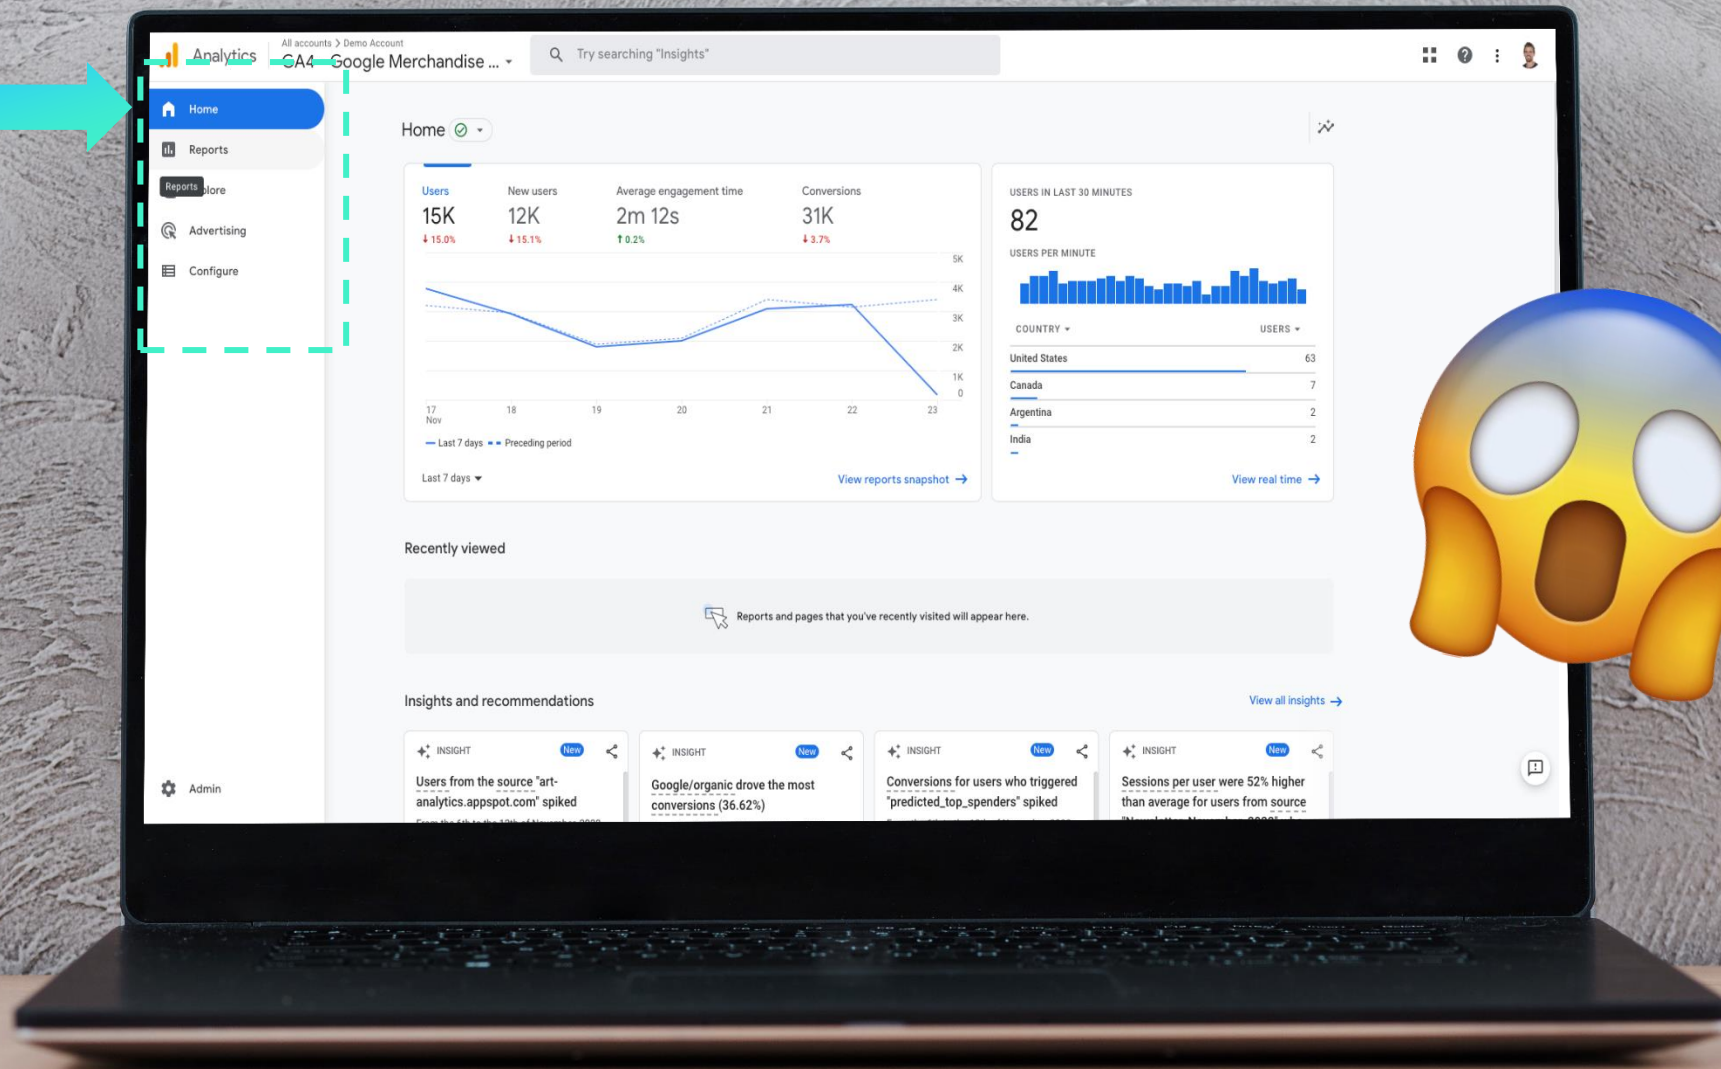 Analytics
All accounts > Demo Account
GA4 - Google Merchandise ...
Try searching "Insights"
Home
Reports
Reports
plore
Advertising
Configure
Admin
Home
Users
15K
15.0%
New users
12K
15.1%
Average engagement time
2m 12s
0.2%
Conversions
31K
3.7%
5K
4K
3K
2K
1K
0
17
Nov
18
19
20
21
22
23
Last 7 days
Preceding period
Last 7 days
View reports snapshot
USERS IN LAST 30 MINUTES
82
USERS PER MINUTE
COUNTRY
USERS
United States
63
Canada
7
Argentina
2
India
2
View real time
Recently viewed
Reports and pages that you've recently visited will appear here.
Insights and recommendations
View all insights
INSIGHT
New
Users from the source "art-
analytics.appspot.com" spiked
INSIGHT
New
Google/organic drove the most
conversions (36.62%)
INSIGHT
New
Conversions for users who triggered
"predicted_top_spenders" spiked
INSIGHT
New
Sessions per user were 52% higher
than average for users from source